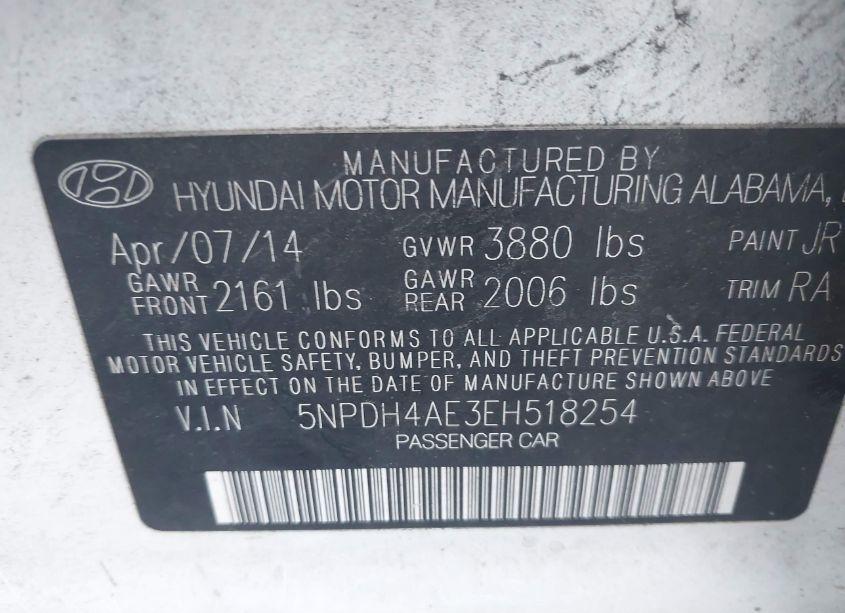 MANUFACTURED BY
HYUNDAI MOTOR MANUFACTURING ALABAMA,
Apr/07/14 GVWR 3880 lbs PAINT JR
GAWR FRONT 2161 lbs GAWR REAR 2006 lbs TRIM RA
THIS VEHICLE CONFORMS TO ALL APPLICABLE U.S.A. FEDERAL
MOTOR VEHICLE SAFETY, BUMPER, AND THEFT PREVENTION STANDARDS
IN EFFECT ON THE DATE OF MANUFACTURE SHOWN ABOVE
V.I.N 5NPDH4AE3EH518254
PASSENGER CAR